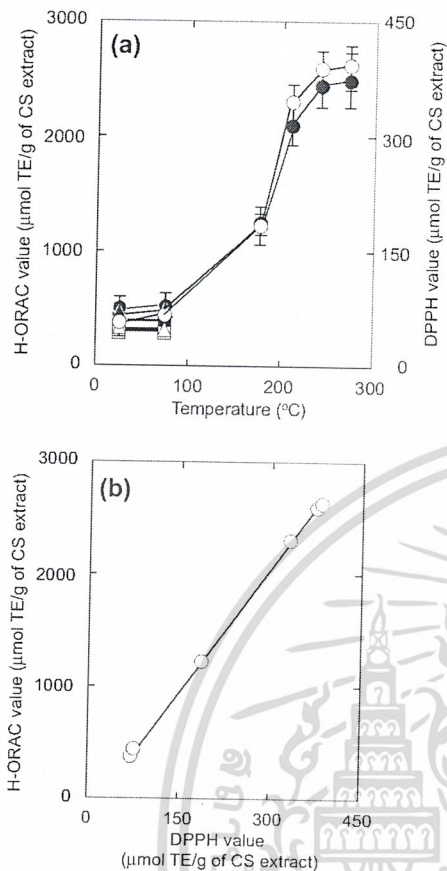 (a)
H-ORAC value (μmol TE/g of CS extract)
3000
2000
1000
0
450
300
150
0
DPPH value (μmol TE/g of CS extract)
0 100 200 300
Temperature (°C)
(b)
H-ORAC value (μmol TE/g of CS extract)
3000
2000
1000
0
0 150 300 450
DPPH value
(μmol TE/g of CS extract)